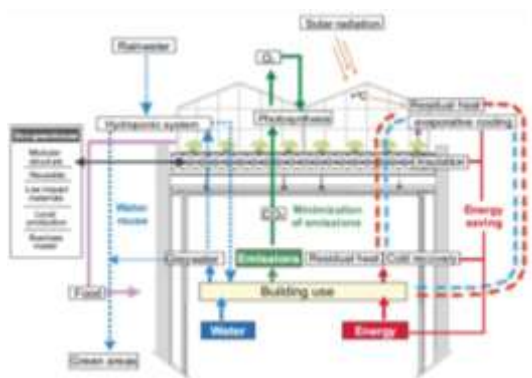 Solar radiation
Rainwater
O₂
+°C
Residual heat
Hydroponic system
Photosynthesis
evaporative cooling
Modular
structure
Reusable
Low impact
materials
Local
production
Business
model
Insulation
Water
reuse
CO₂
Minimisation
of emissions
Energy
saving
Greywater
Emissions
Residual heat
Cold recovery
Food
Building use
Water
Energy
Green areas